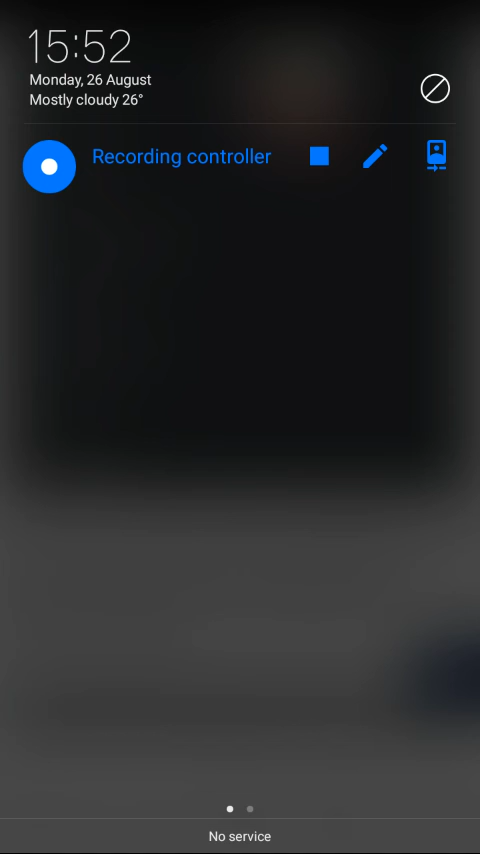 15:52
Monday, 26 August
Mostly cloudy 26°
Recording controller
No service